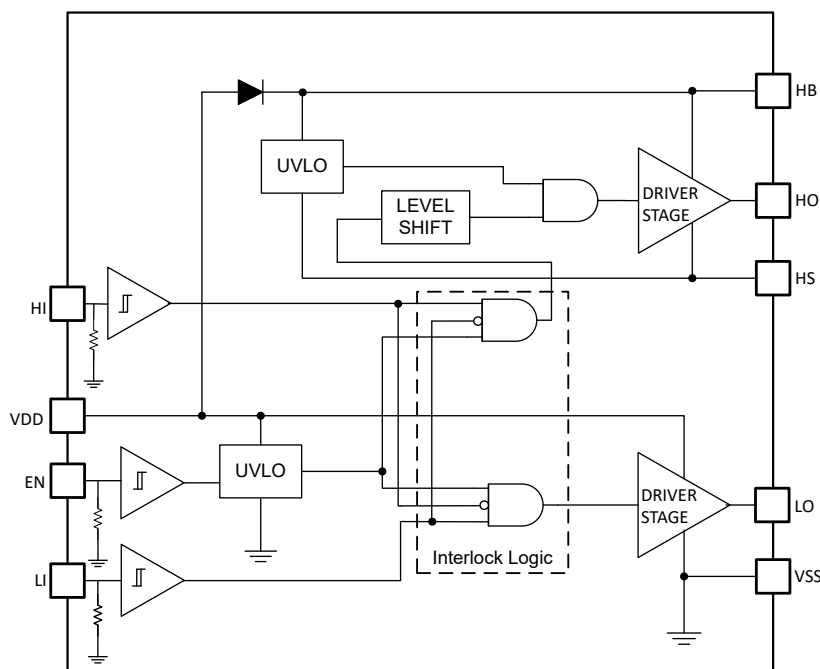 HB
UVLO
DRIVER
STAGE
HO
LEVEL
SHIFT
HS
HI
VDD
EN
UVLO
DRIVER
STAGE
LO
Interlock Logic
LI
VSS